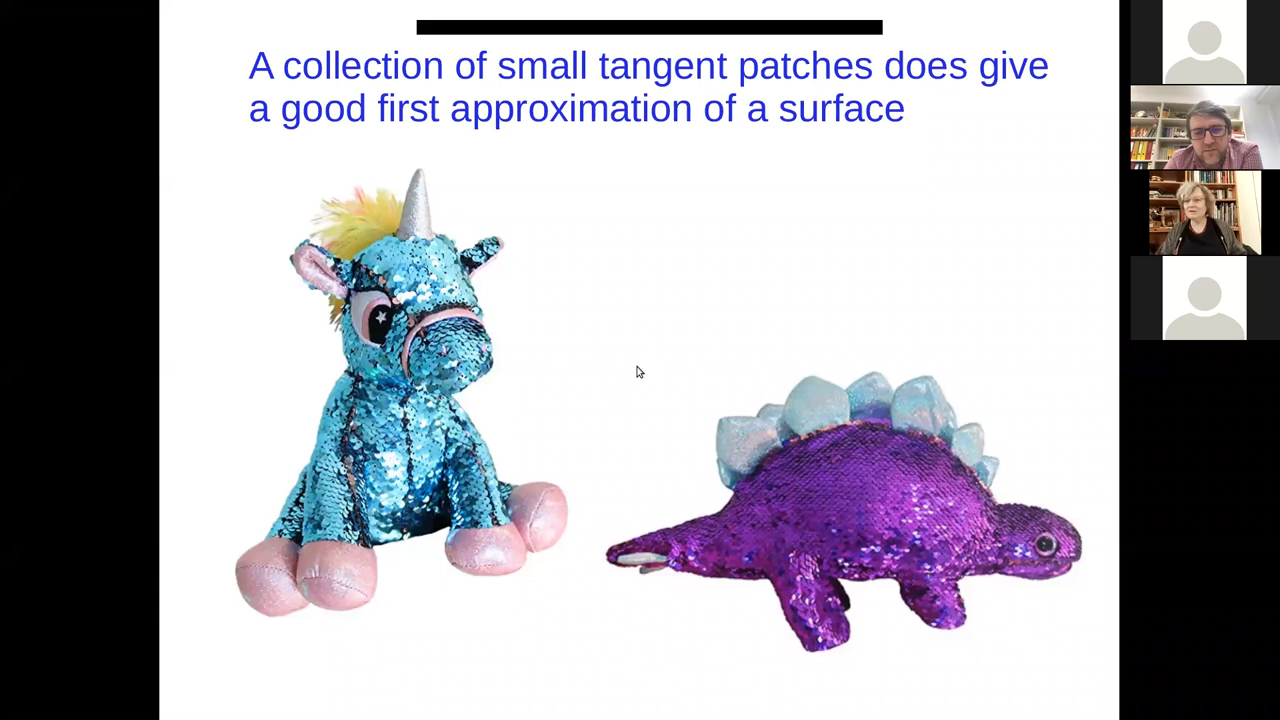 A collection of small tangent patches does give
a good first approximation of a surface